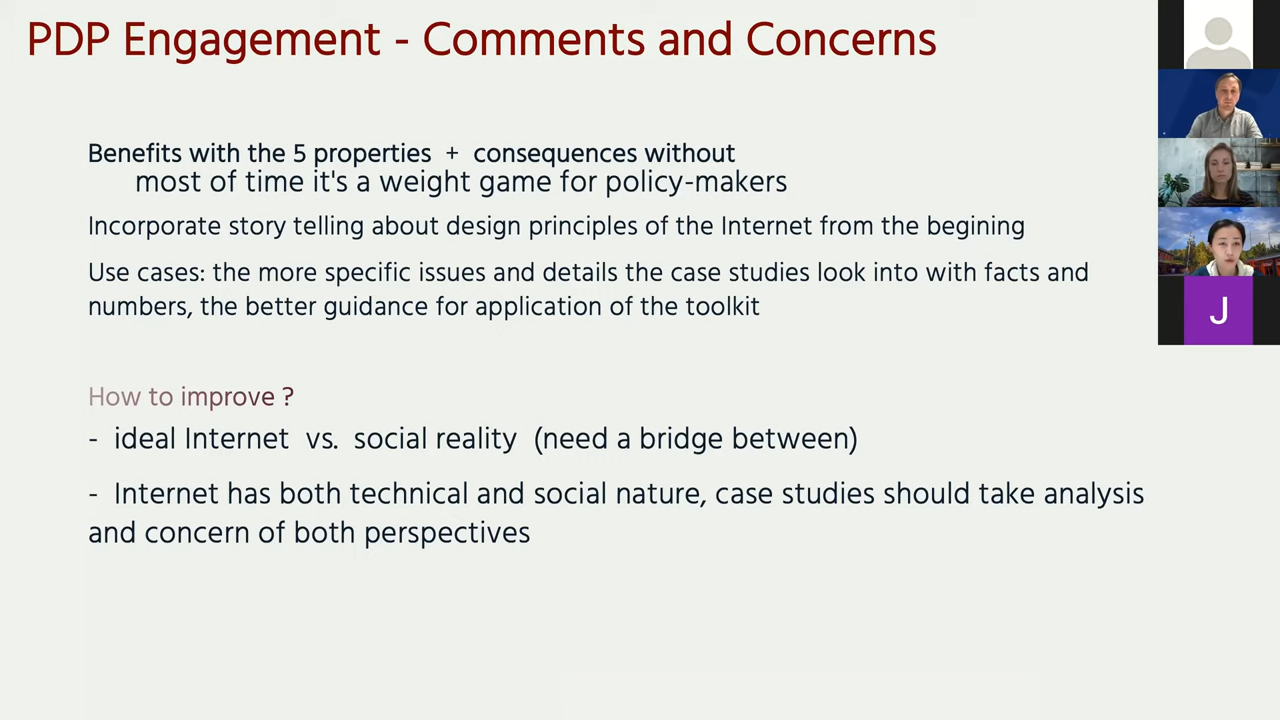 PDP Engagement - Comments and Concerns
Benefits with the 5 properties + consequences without
most of time it's a weight game for policy-makers
Incorporate story telling about design principles of the Internet from the begining
Use cases: the more specific issues and details the case studies look into with facts and
numbers, the better guidance for application of the toolkit
How to improve ?
- ideal Internet vs. social reality (need a bridge between)
- Internet has both technical and social nature, case studies should take analysis
and concern of both perspectives
J